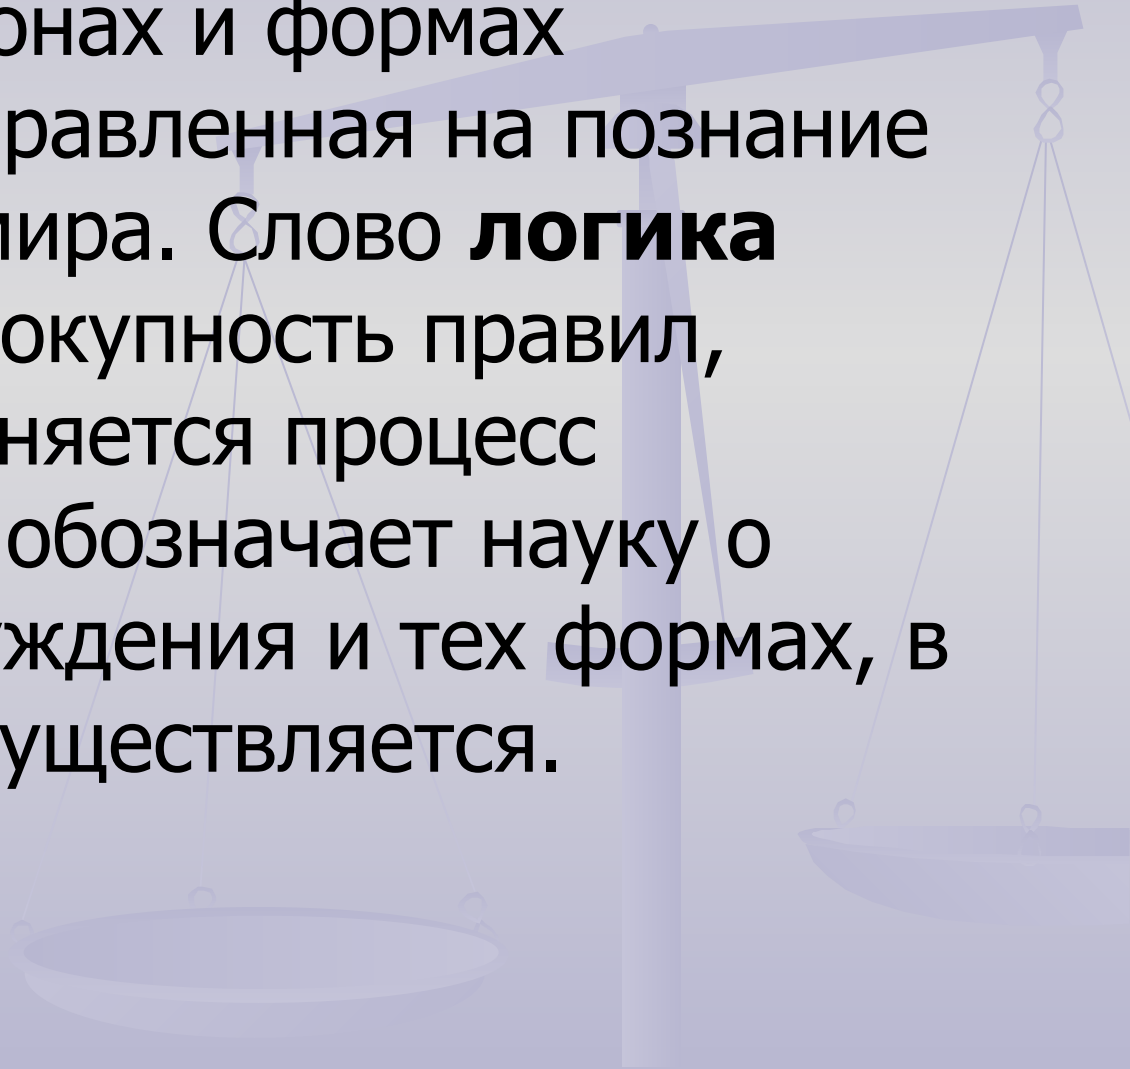 онах и формах
равленная на познание
ира. Слово логика
окупность правил,
няется процесс
обозначает науку о
ждения и тех формах, в
уществляется.